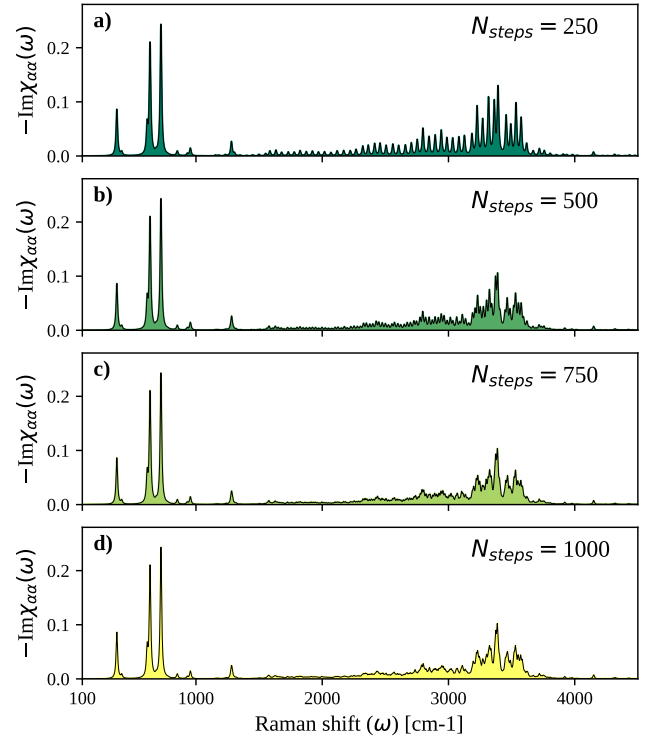 a)
N_steps = 250
0.2
0.1
0.0
−Imχ_αα(ω)
b)
N_steps = 500
0.2
0.1
0.0
−Imχ_αα(ω)
c)
N_steps = 750
0.2
0.1
0.0
−Imχ_αα(ω)
d)
N_steps = 1000
0.2
0.1
0.0
−Imχ_αα(ω)
100 1000 2000 3000 4000
Raman shift (ω) [cm-1]